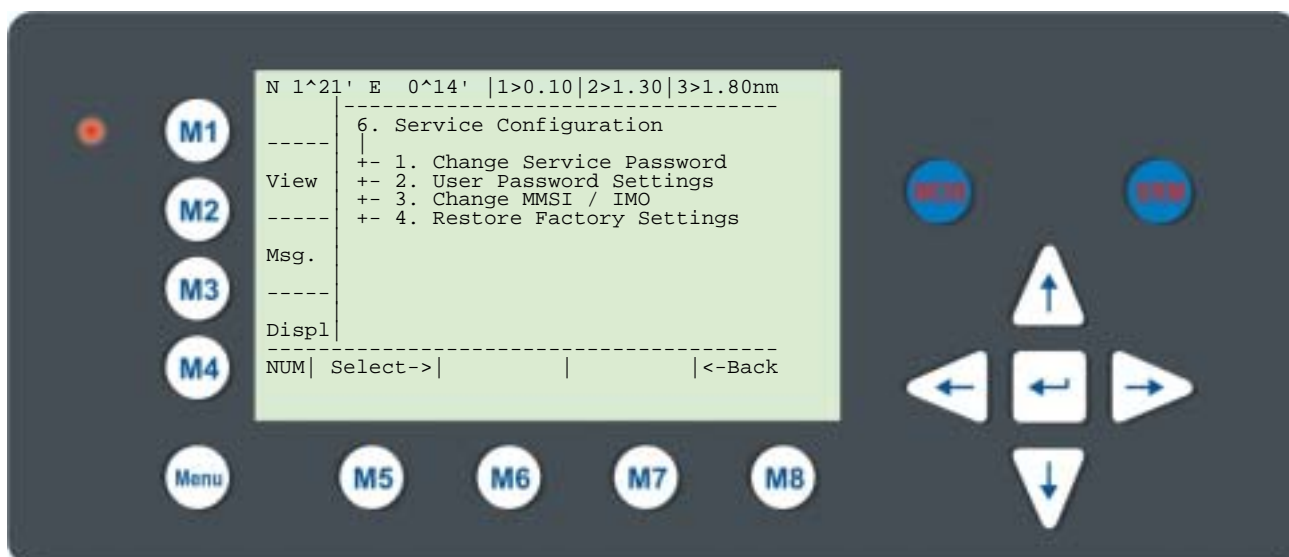 N 1^21' E 0^14' |1>0.10|2>1.30|3>1.80nm
6. Service Configuration
+- 1. Change Service Password
View +- 2. User Password Settings
+- 3. Change MMSI / IMO
+- 4. Restore Factory Settings
Msg.
Displ
NUM| Select->| | |<-Back
M1
M2
M3
M4
Menu
M5
M6
M7
M8